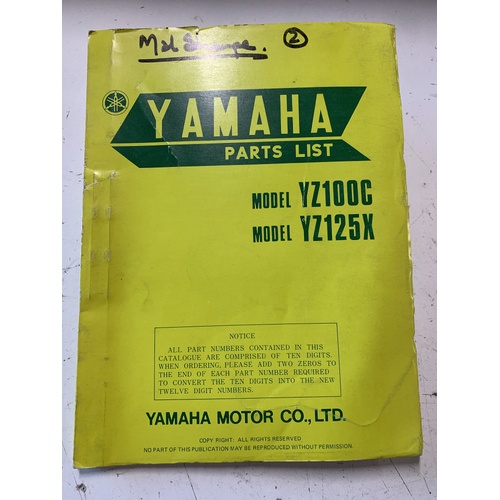 Mal ②
YAMAHA
PARTS LIST
MODEL YZ100C
MODEL YZ125X
NOTICE
ALL PART NUMBERS CONTAINED IN THIS
CATALOGUE ARE COMPRISED OF TEN DIGITS.
WHEN ORDERING, PLEASE ADD TWO ZEROS TO
THE END OF EACH PART NUMBER REQUIRED
TO CONVERT THE TEN DIGITS INTO THE NEW
TWELVE DIGIT NUMBERS.
YAMAHA MOTOR CO., LTD.
COPY RIGHT: ALL RIGHTS RESERVED
NO PART OF THIS PUBLICATION MAY BE REPRODUCED WITHOUT PERMISSION.